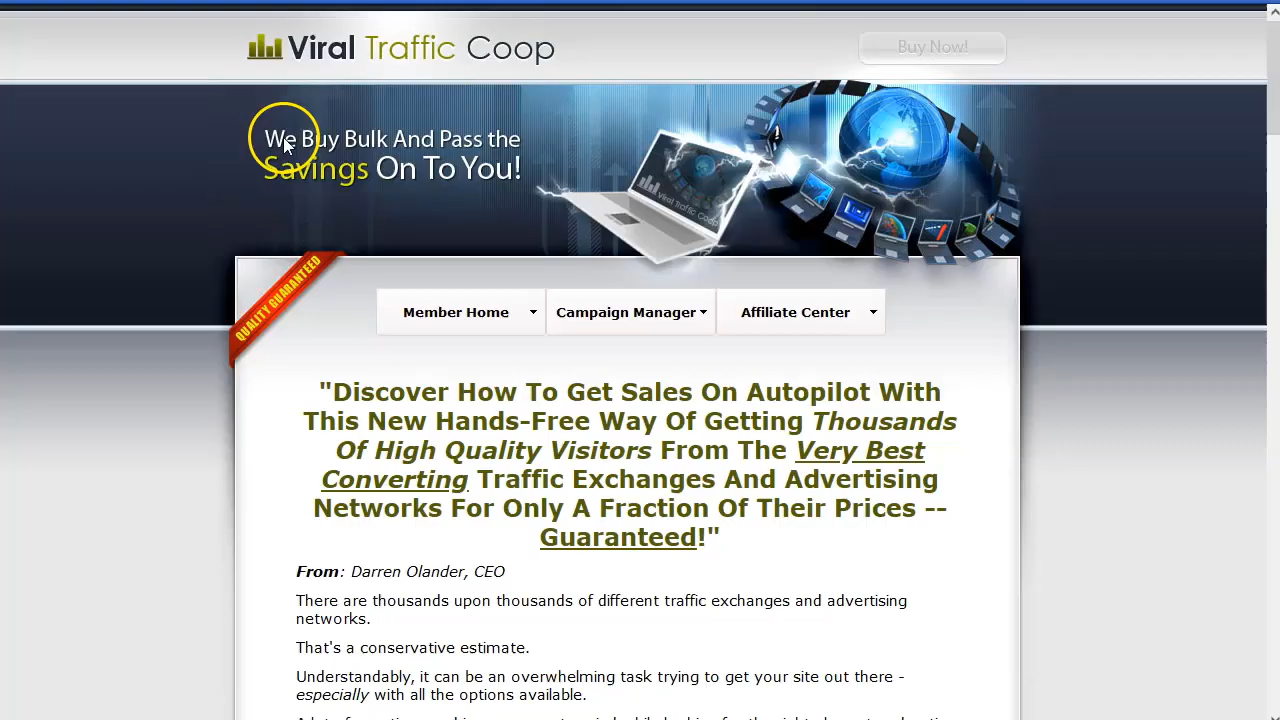 Viral Traffic Coop
Buy Now!
We Buy Bulk And Pass the
Savings On To You!
Viral Traffic Coop
QUALITY GUARANTEED
Member Home
Campaign Manager
Affiliate Center
"Discover How To Get Sales On Autopilot With
This New Hands-Free Way Of Getting Thousands
Of High Quality Visitors From The Very Best
Converting Traffic Exchanges And Advertising
Networks For Only A Fraction Of Their Prices --
Guaranteed!"
From: Darren Olander, CEO
There are thousands upon thousands of different traffic exchanges and advertising
networks.
That's a conservative estimate.
Understandably, it can be an overwhelming task trying to get your site out there -
especially with all the options available.